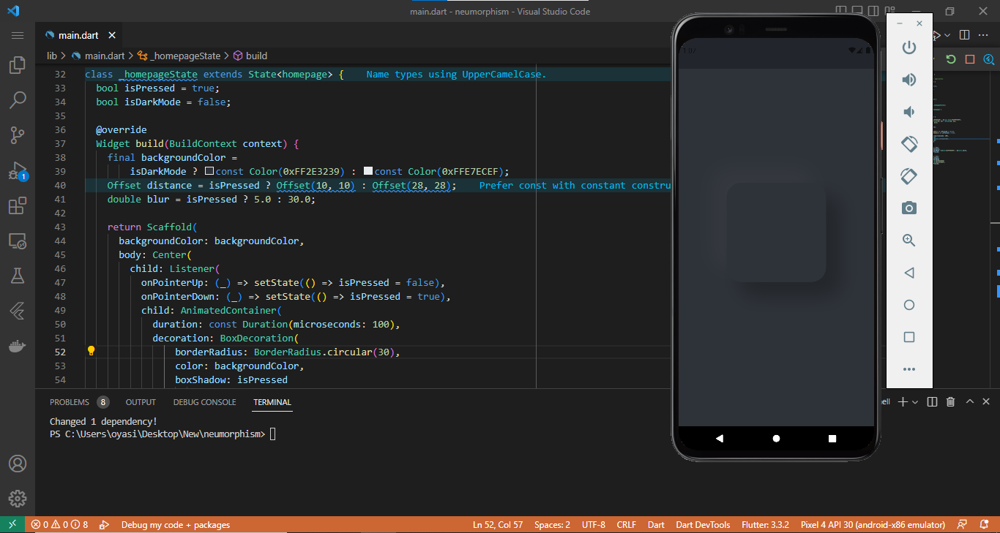 main.dart - neumorphism - Visual Studio Code
main.dart
lib > main.dart > _homepageState > build
32 class _homepageState extends State<homepage> { Name types using UpperCamelCase.
33 bool isPressed = true;
34 bool isDarkMode = false;
35
36 @override
37 Widget build(BuildContext context) {
38 final backgroundColor =
39 isDarkMode ? const Color(0xFF2E3239) : const Color(0xFFE7ECEF);
40 Offset distance = isPressed ? Offset(10, 10) : Offset(28, 28); Prefer const with constant constru
41 double blur = isPressed ? 5.0 : 30.0;
42
43 return Scaffold(
44 backgroundColor: backgroundColor,
45 body: Center(
46 child: Listener(
47 onPointerUp: (_) => setState(() => isPressed = false),
48 onPointerDown: (_) => setState(() => isPressed = true),
49 child: AnimatedContainer(
50 duration: const Duration(microseconds: 100),
51 decoration: BoxDecoration(
52 borderRadius: BorderRadius.circular(30),
53 color: backgroundColor,
54 boxShadow: isPressed
1
PROBLEMS 8 OUTPUT DEBUG CONSOLE TERMINAL
ell
Changed 1 dependency!
PS C:\Users\oyasi\Desktop\New\neumorphism>
0 0 8 Debug my code + packages Ln 52, Col 57 Spaces: 2 UTF-8 CRLF Dart Dart DevTools Flutter: 3.3.2 Pixel 4 API 30 (android-x86 emulator)